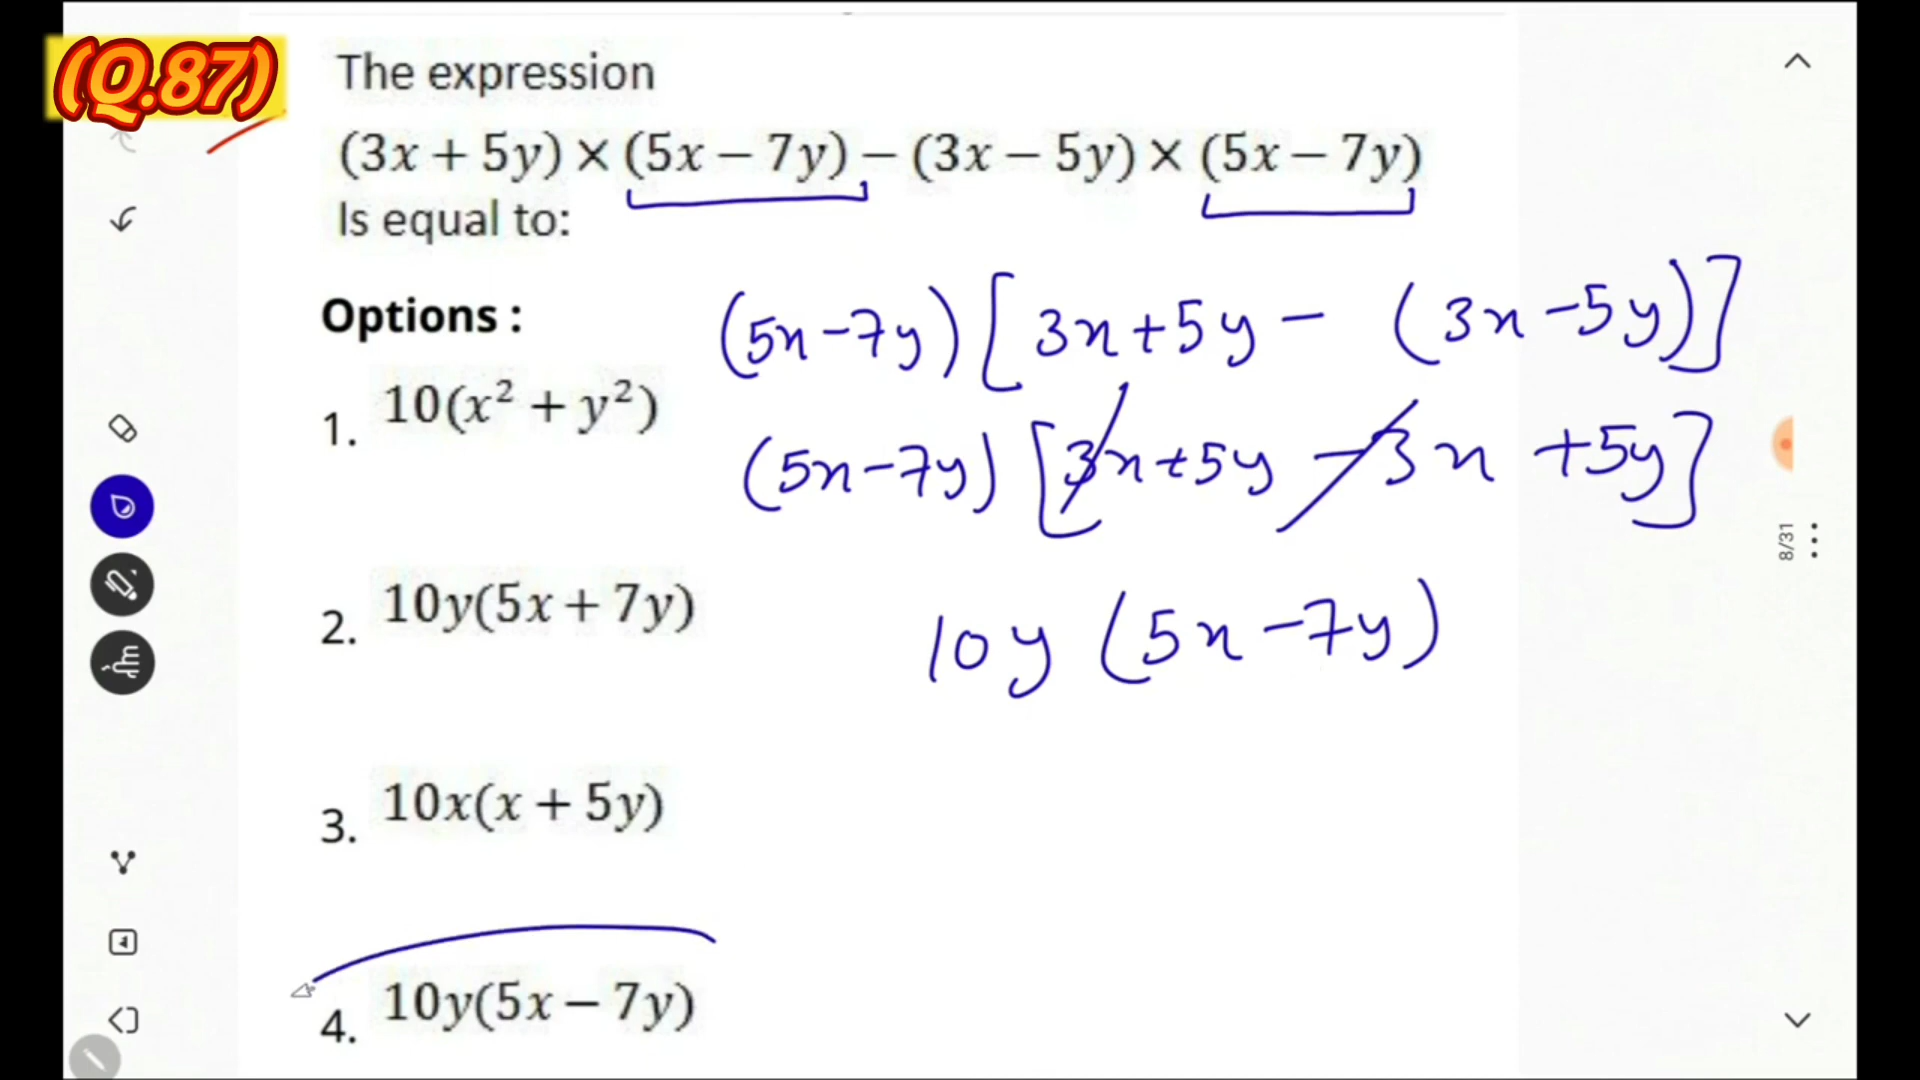 (Q.87)
The expression
(3x + 5y) × (5x − 7y) − (3x − 5y) × (5x − 7y)
Is equal to:
Options :
1. 10(x² + y²)
2. 10y(5x + 7y)
3. 10x(x + 5y)
4. 10y(5x − 7y)
(5x-7y) [3x+5y - (3x-5y)]
(5x-7y) [3x+5y - 3x +5y]
10y (5x-7y)
8/31